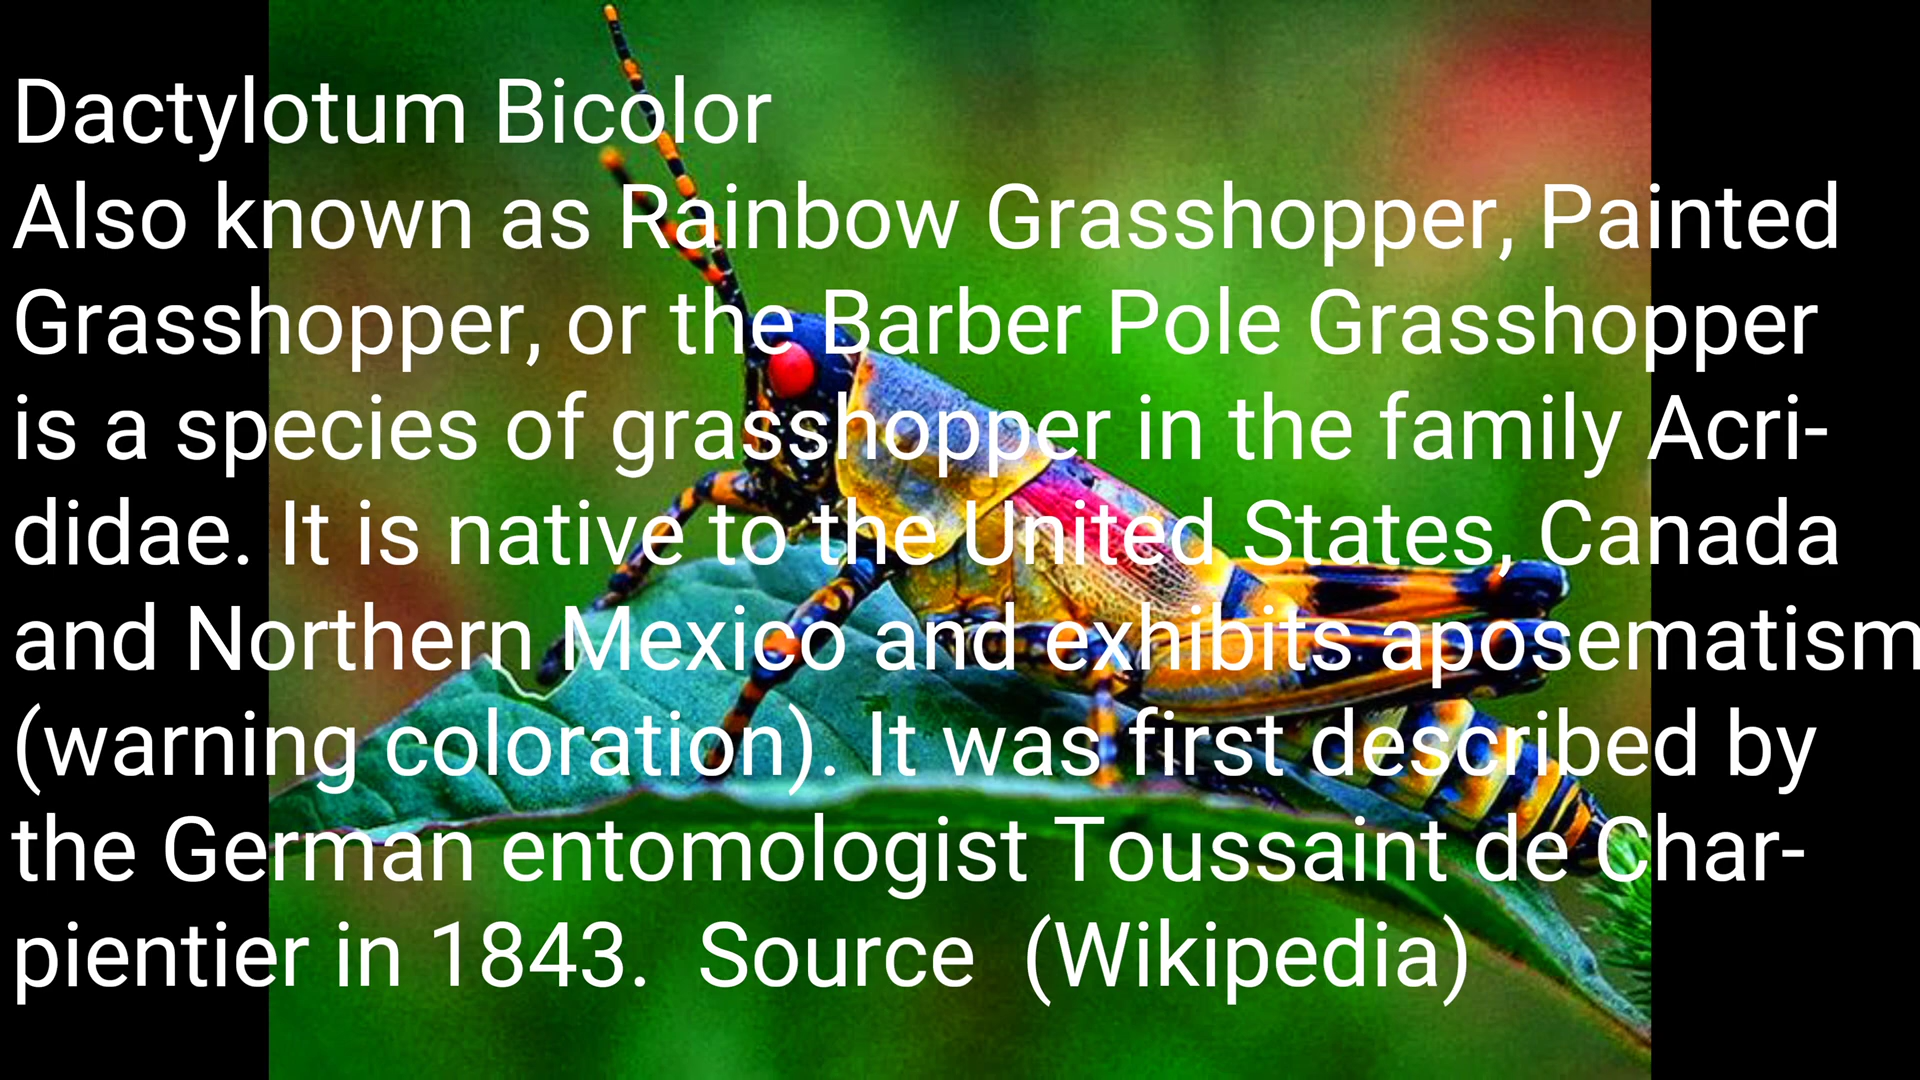 Dactylotum Bicolor
Also known as Rainbow Grasshopper, Painted
Grasshopper, or the Barber Pole Grasshopper
is a species of grasshopper in the family Acri-
didae. It is native to the United States, Canada
and Northern Mexico and exhibits aposematism
(warning coloration). It was first described by
the German entomologist Toussaint de Char-
pientier in 1843.  Source  (Wikipedia)